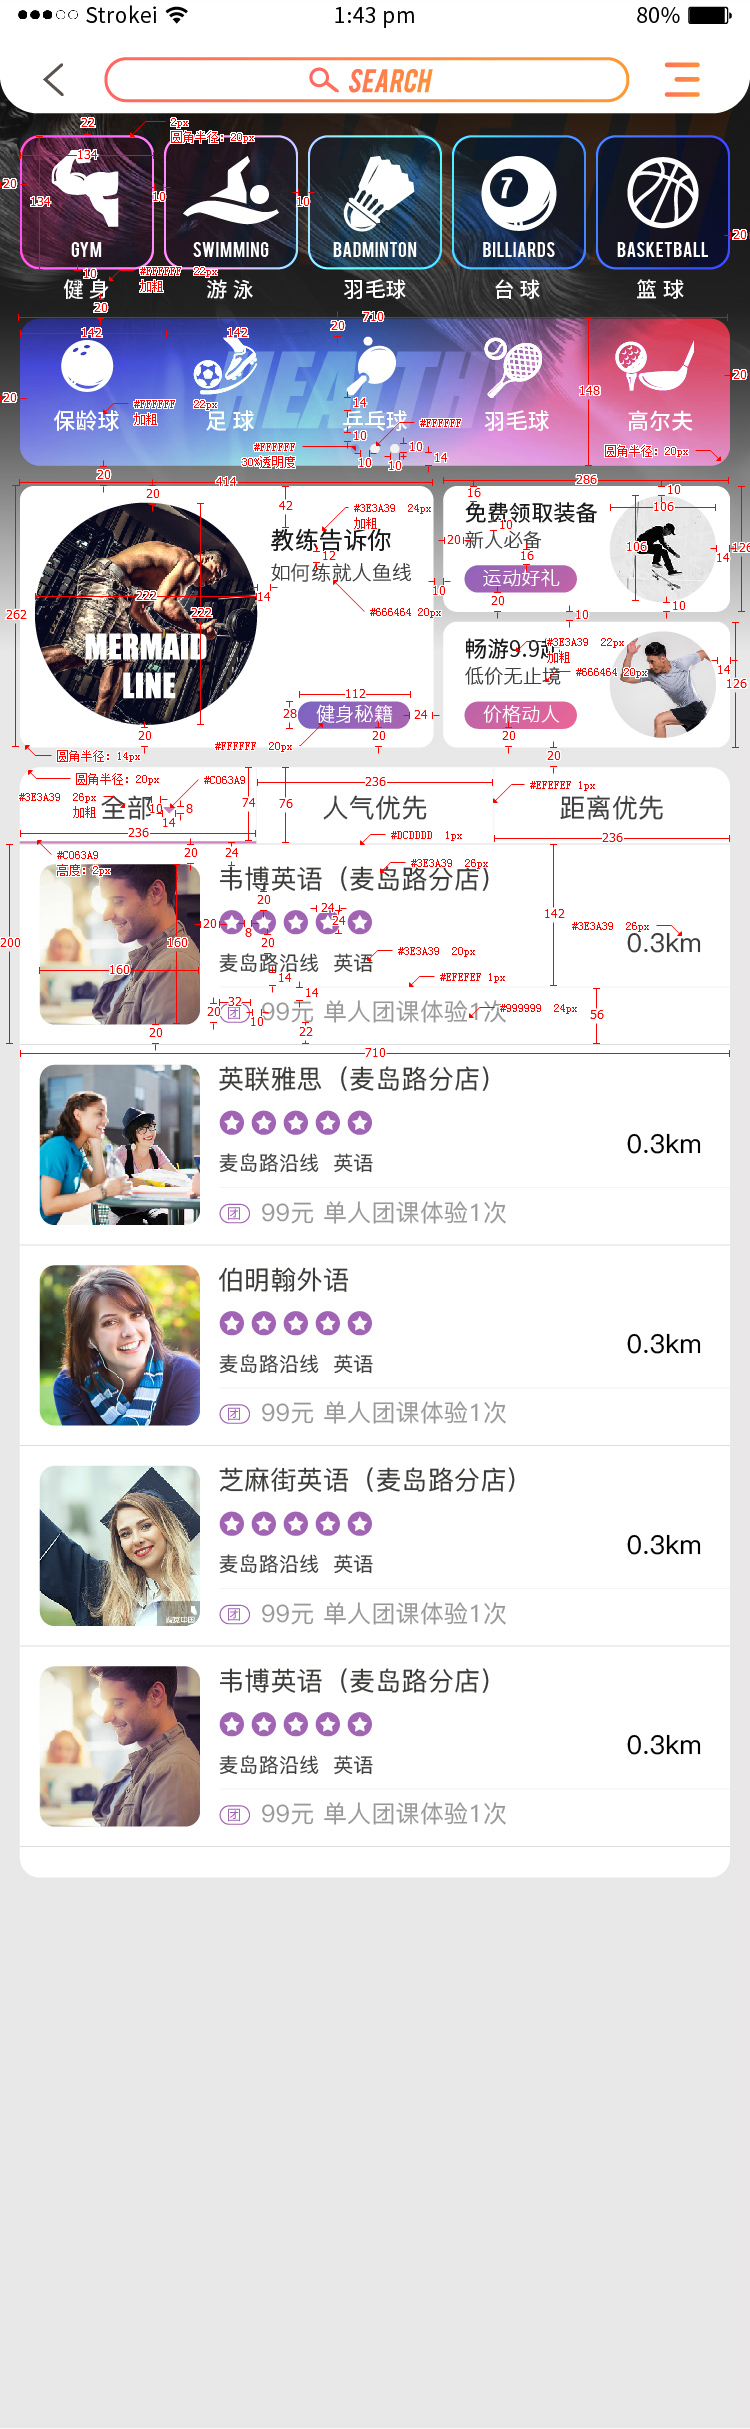 Strokei 1:43 pm 80%
SEARCH
22
2px
圆角半径：20px
134
20
134
10
10
20
GYM SWIMMING BADMINTON BILLIARDS BASKETBALL
10
#FFFFFF 22px
加粗
健 身 游 泳 羽毛球 台 球 篮 球
20
710
142
142
20
HEALTH
20
20
148
14
保龄球 足 球 乒乓球 羽毛球 高尔夫
#FFFFFF 22px
加粗
#FFFFFF
10
#FFFFFF
30%透明度
10
10
10
14
圆角半径：20px
20
414
20
286
42
#3E3A39 24px
加粗
教练告诉你
12
如何练就人鱼线
14
#666464 20px
262
222
222
MERMAID
LINE
112
28
健身秘籍
24
20
20
#FFFFFF 20px
圆角半径：14px
16
10
106
免费领取装备
10
20
新人必备
16
106
14
126
运动好礼
20
10
10
10
#3E3A39 22px
加粗
畅游9.9起
低价无止境
#666464 20px
14
126
价格动人
20
20
圆角半径：20px
#C063A9
#3E3A39 26px
加粗
全部
10
8
14
74
76
236
#EFEFEF 1px
人气优先 距离优先
236
#DCDDDD 1px
236
#C063A9
高度：2px
20
24
#3E3A39 26px
韦博英语（麦岛路分店）
20
24
24
20
8
20
142
#3E3A39 26px
0.3km
200
160
160
麦岛路沿线 英语
#3E3A39 20px
14
14
#EFEFEF 1px
32
20
团 99元 单人团课体验1次
10
#999999 24px
56
20
22
710
英联雅思（麦岛路分店）
0.3km
麦岛路沿线 英语
团 99元 单人团课体验1次
伯明翰外语
0.3km
麦岛路沿线 英语
团 99元 单人团课体验1次
芝麻街英语（麦岛路分店）
0.3km
麦岛路沿线 英语
团 99元 单人团课体验1次
韦博英语（麦岛路分店）
0.3km
麦岛路沿线 英语
团 99元 单人团课体验1次